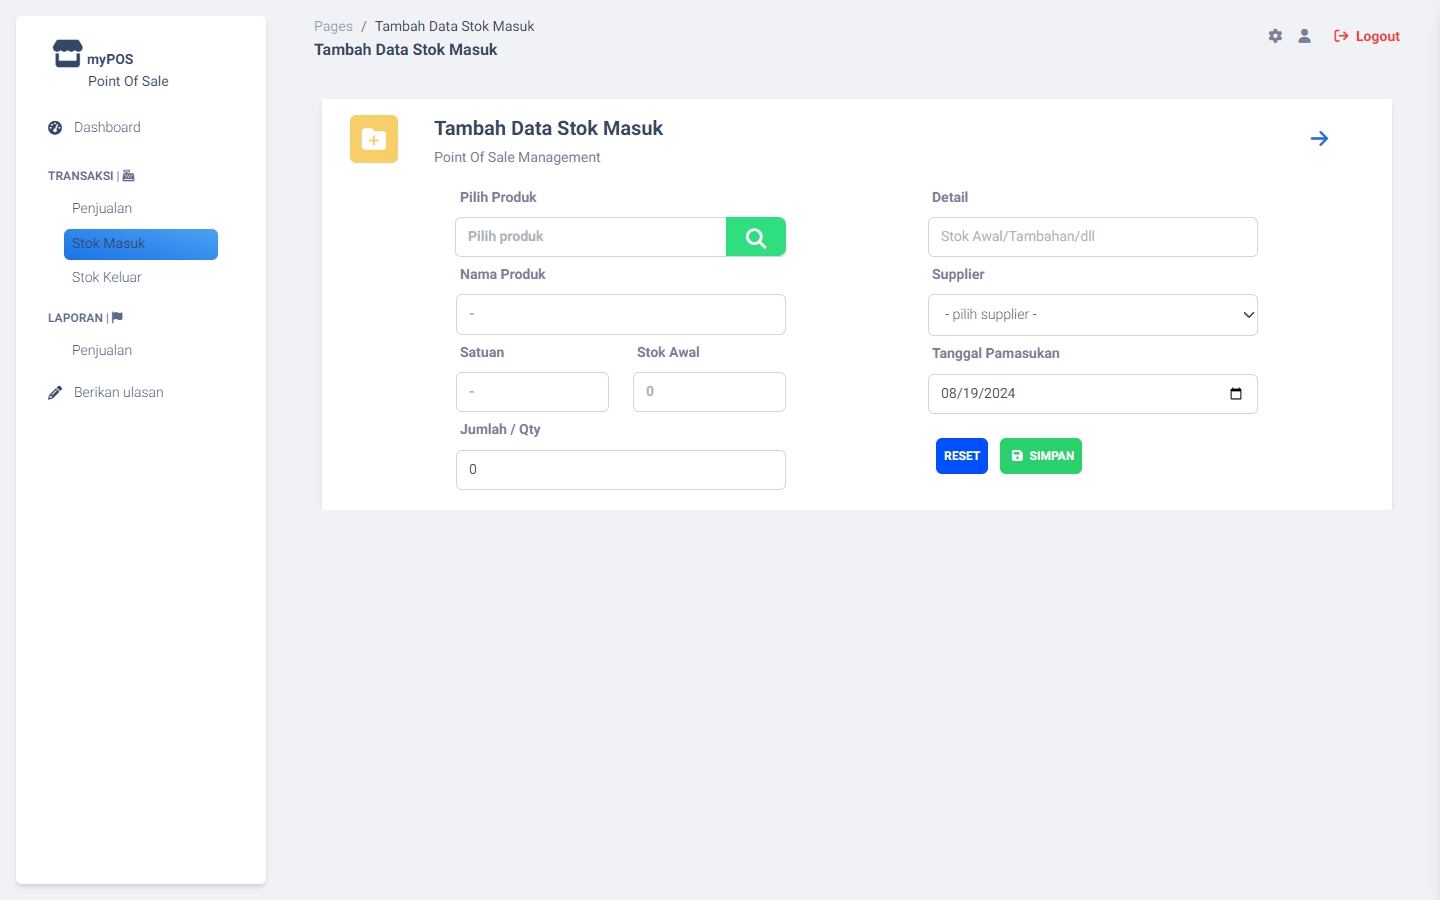 myPOS
Point Of Sale
Dashboard
TRANSAKSI |
Penjualan
Stok Masuk
Stok Keluar
LAPORAN |
Penjualan
Berikan ulasan
Pages / Tambah Data Stok Masuk
Tambah Data Stok Masuk
Logout
Tambah Data Stok Masuk
Point Of Sale Management
Pilih Produk
Pilih produk
Nama Produk
-
Satuan
Stok Awal
-
0
Jumlah / Qty
0
Detail
Stok Awal/Tambahan/dll
Supplier
- pilih supplier -
Tanggal Pamasukan
08/19/2024
RESET
SIMPAN